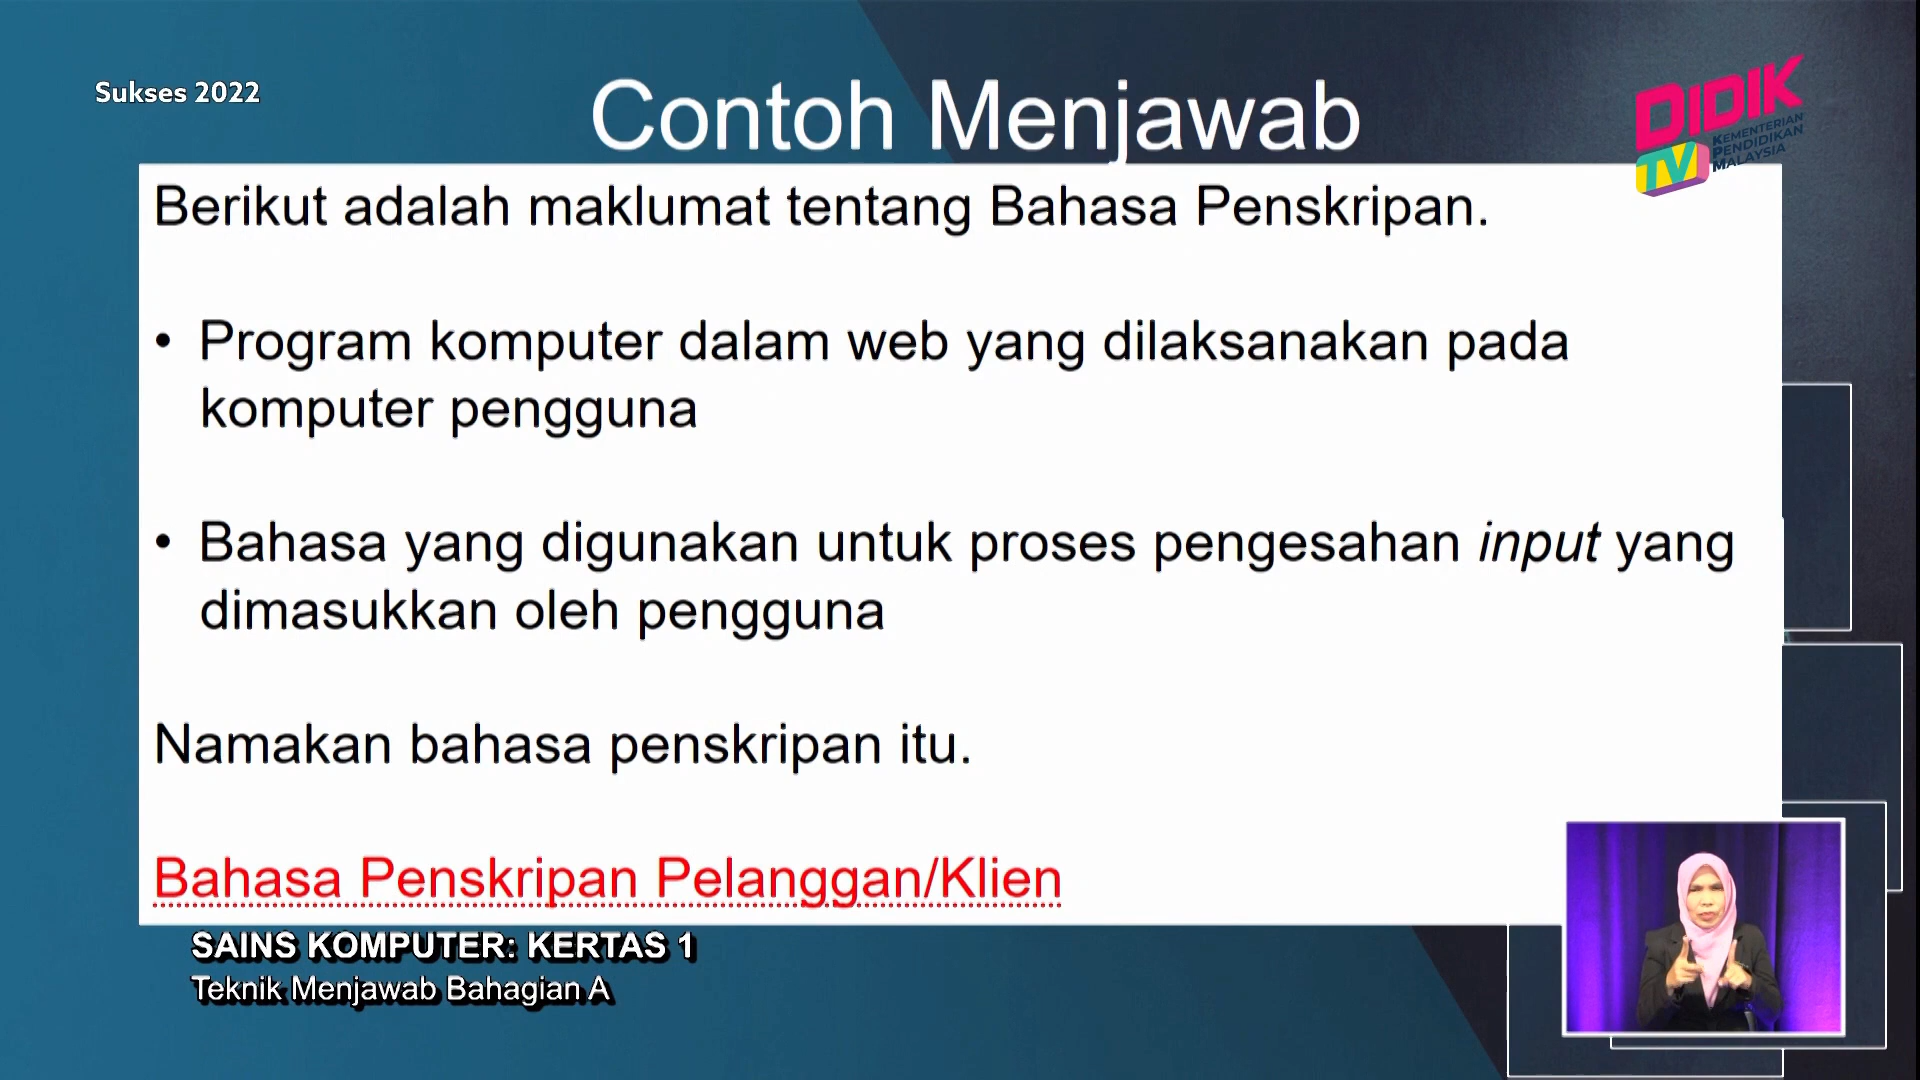 Sukses 2022
Contoh Menjawab
DIDIK
TV
KEMENTERIAN
PENDIDIKAN
MALAYSIA
Berikut adalah maklumat tentang Bahasa Penskripan.
• Program komputer dalam web yang dilaksanakan pada
komputer pengguna
• Bahasa yang digunakan untuk proses pengesahan input yang
dimasukkan oleh pengguna
Namakan bahasa penskripan itu.
Bahasa Penskripan Pelanggan/Klien
SAINS KOMPUTER: KERTAS 1
Teknik Menjawab Bahagian A